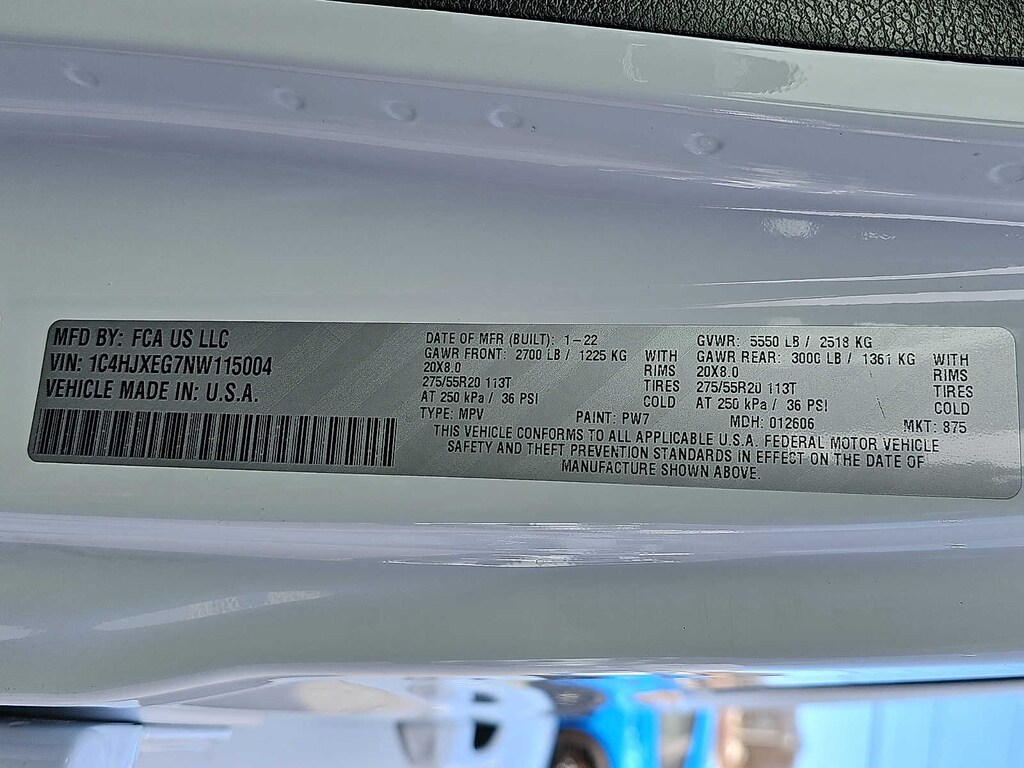 MFD BY: FCA US LLC
VIN: 1C4HJXEG7NW115004
VEHICLE MADE IN: U.S.A.
DATE OF MFR (BUILT): 1-22
GAWR FRONT: 2700 LB / 1225 KG WITH
20X8.0 RIMS
275/55R20 113T TIRES
AT 250 kPa / 36 PSI COLD
GVWR: 5550 LB / 2518 KG
GAWR REAR: 3000 LB / 1361 KG WITH
20X8.0 RIMS
275/55R20 113T TIRES
AT 250 kPa / 36 PSI COLD
TYPE: MPV PAINT: PW7 MDH: 012606 MKT: 875
THIS VEHICLE CONFORMS TO ALL APPLICABLE U.S.A. FEDERAL MOTOR VEHICLE
SAFETY AND THEFT PREVENTION STANDARDS IN EFFECT ON THE DATE OF
MANUFACTURE SHOWN ABOVE.